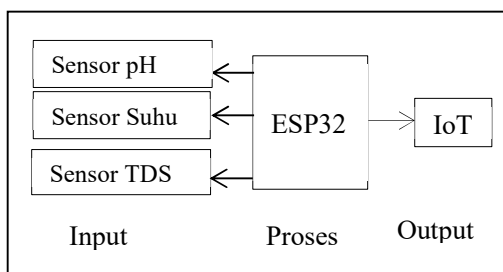 Sensor pH
Sensor Suhu
Sensor TDS
ESP32
IoT
Input
Proses
Output